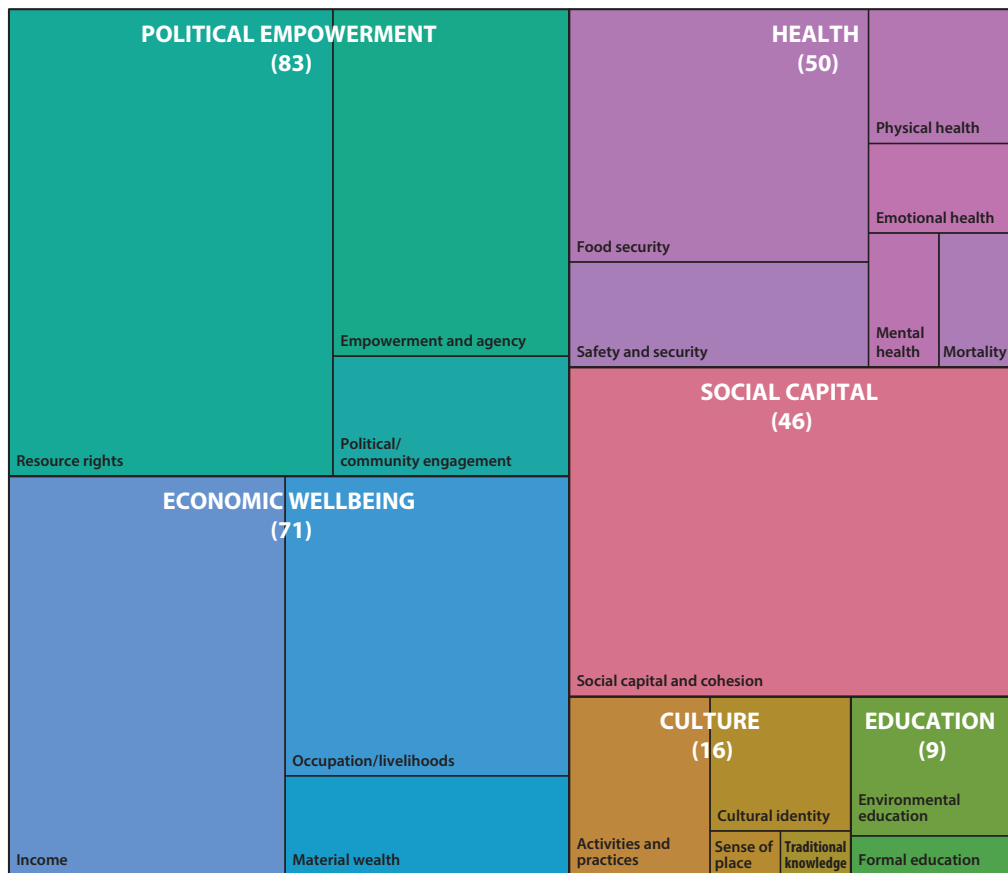 POLITICAL EMPOWERMENT
(83)
Resource rights
Empowerment and agency
Political/
community engagement
HEALTH
(50)
Food security
Physical health
Emotional health
Safety and security
Mental
health
Mortality
SOCIAL CAPITAL
(46)
Social capital and cohesion
ECONOMIC WELLBEING
(71)
Income
Occupation/livelihoods
Material wealth
CULTURE
(16)
Activities and
practices
Cultural identity
Sense of
place
Traditional
knowledge
EDUCATION
(9)
Environmental
education
Formal education